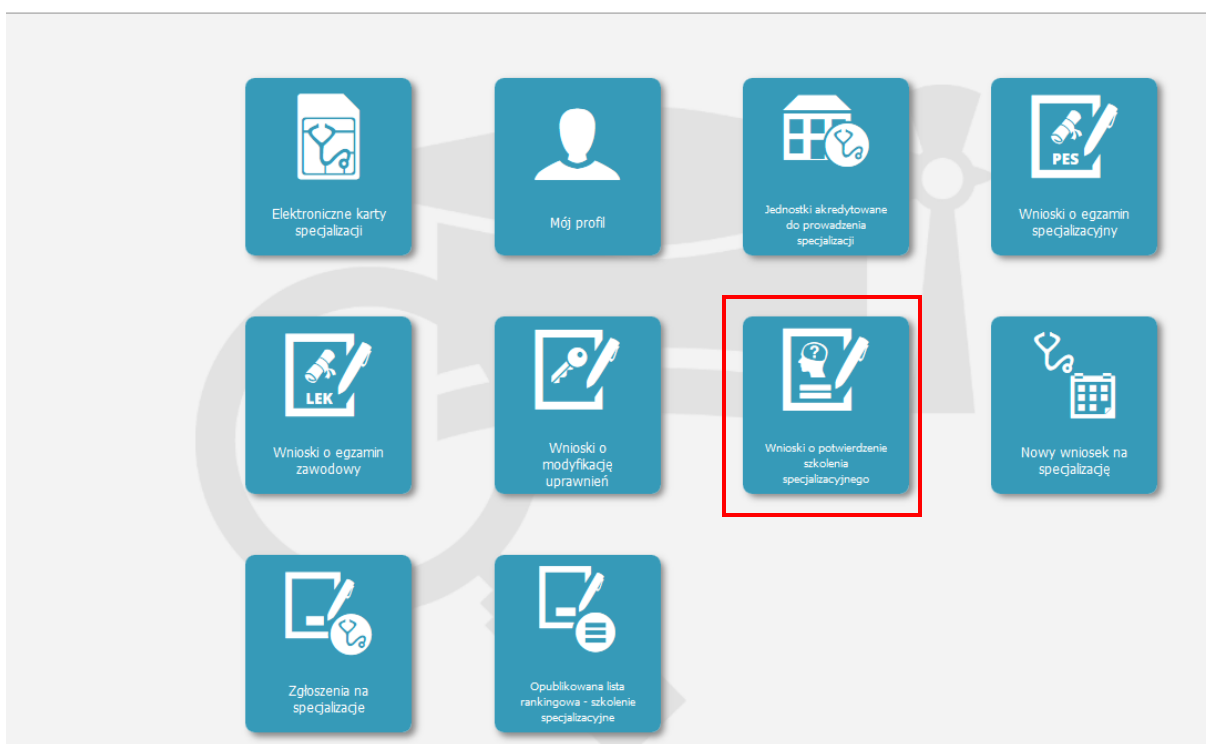 Elektroniczne karty
specjalizacji
Mój profil
Jednostki akredytowane
do prowadzenia
specjalizacji
PES
Wnioski o egzamin
specjalizacyjny
LEK
Wnioski o egzamin
zawodowy
Wnioski o
modyfikację
uprawnień
?
Wnioski o potwierdzenie
szkolenia
specjalizacyjnego
Nowy wniosek na
specjalizację
Zgłoszenia na
specjalizacje
Opublikowana lista
rankingowa - szkolenie
specjalizacyjne